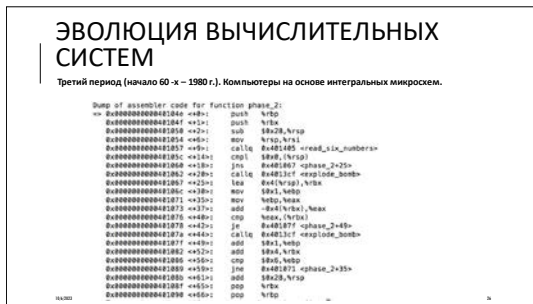 ЭВОЛЮЦИЯ ВЫЧИСЛИТЕЛЬНЫХ
СИСТЕМ
Третий период (начало 60 -х – 1980 г.). Компьютеры на основе интегральных микросхем.
Dump of assembler code for function phase_2:
=> 0x000000000040104e <+0>: push %rbp
0x000000000040104f <+1>: push %rbx
0x0000000000401050 <+2>: sub $0x28,%rsp
0x0000000000401054 <+6>: mov %rsp,%rsi
0x0000000000401057 <+9>: callq 0x401405 <read_six_numbers>
0x000000000040105c <+14>: cmpl $0x0,(%rsp)
0x0000000000401060 <+18>: jns 0x401067 <phase_2+25>
0x0000000000401062 <+20>: callq 0x4013cf <explode_bomb>
0x0000000000401067 <+25>: lea 0x4(%rsp),%rbx
0x000000000040106c <+30>: mov $0x1,%ebp
0x0000000000401071 <+35>: mov %ebp,%eax
0x0000000000401073 <+37>: add -0x4(%rbx),%eax
0x0000000000401076 <+40>: cmp %eax,(%rbx)
0x0000000000401078 <+42>: je 0x40107f <phase_2+49>
0x000000000040107a <+44>: callq 0x4013cf <explode_bomb>
0x000000000040107f <+49>: add $0x1,%ebp
0x0000000000401082 <+52>: add $0x4,%rbx
0x0000000000401086 <+56>: cmp $0x6,%ebp
0x0000000000401089 <+59>: jne 0x401071 <phase_2+35>
0x000000000040108b <+61>: add $0x28,%rsp
0x000000000040108f <+65>: pop %rbx
0x0000000000401090 <+66>: pop %rbp